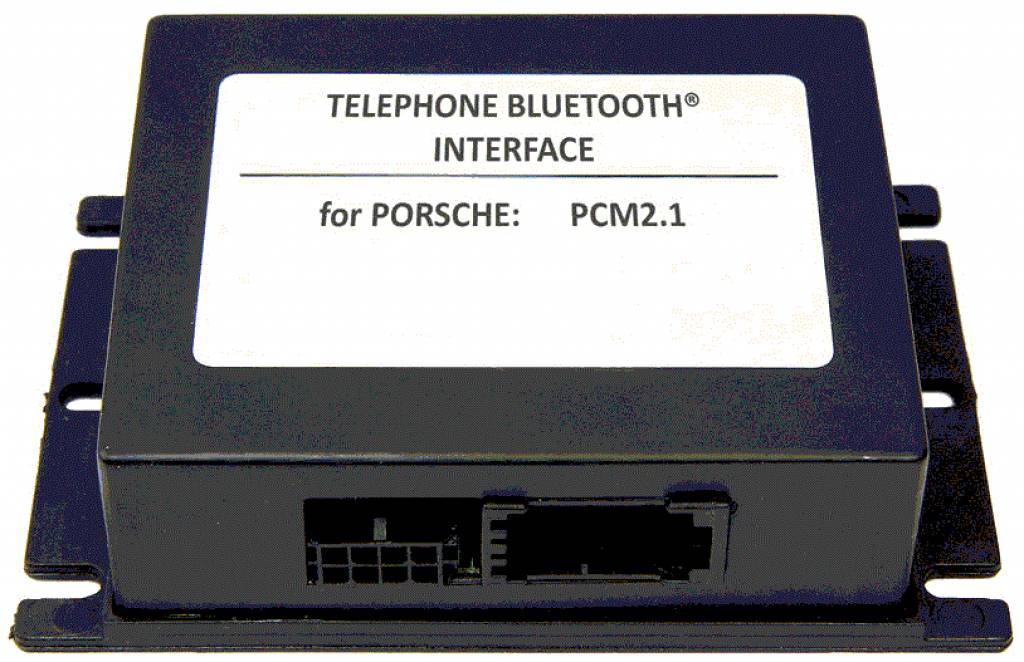 TELEPHONE BLUETOOTH®
INTERFACE
for PORSCHE: PCM2.1